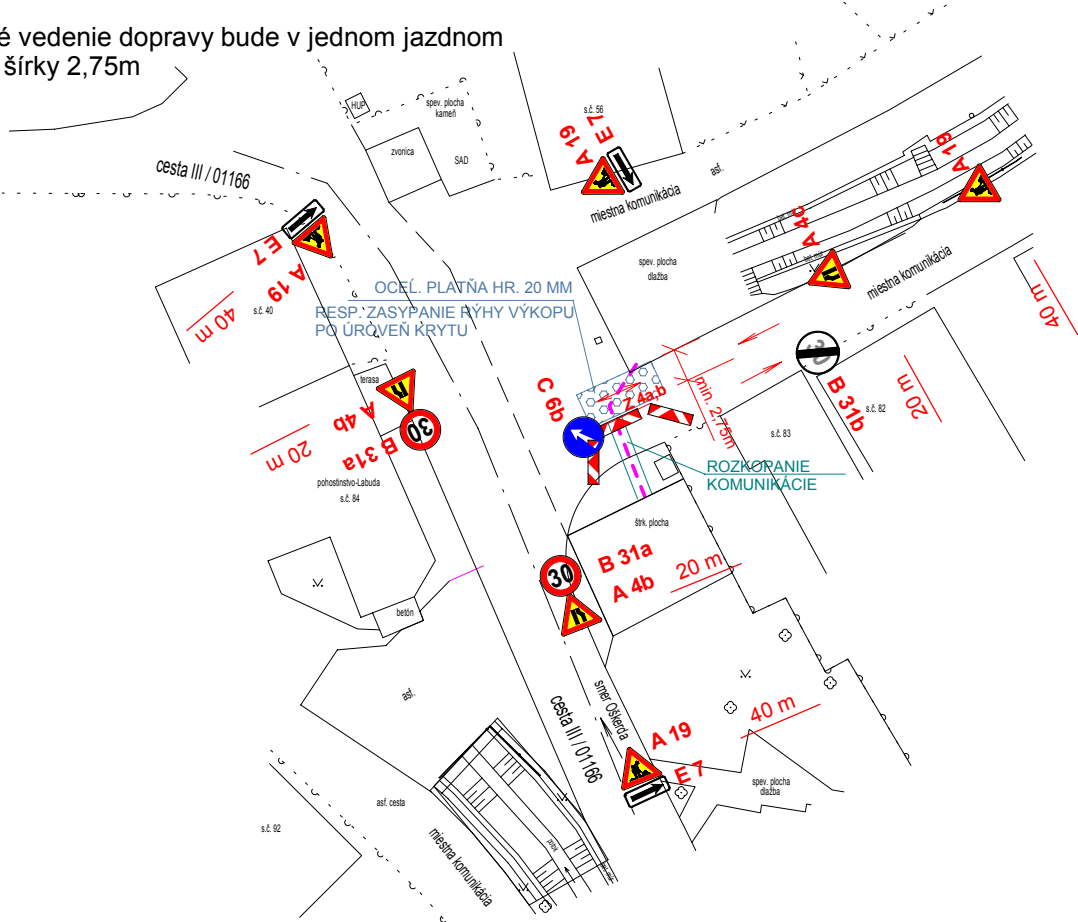 é vedenie dopravy bude v jednom jazdnom
šírky 2,75m
HUP
spev. plocha
kameň
zvonica
SAD
s.č. 56
A 19
E 7
miestna komunikácia
asf.
A 19
A 4c
miestna komunikácia
40 m
cesta III / 01166
E 7
A 19
s.č. 40
40 m
OCEĽ. PLATŇA HR. 20 MM
RESP. ZASYPANIE RÝHY VÝKOPU
PO ÚROVEŇ KRYTU
spev. plocha
dlažba
30
B 31b
20 m
s.č. 82
s.č. 83
min. 2,75m
Z 4a,b
C 6b
terasa
A 4b
30
B 31a
20 m
pohostinstvo-Labuda
s.č. 84
ROZKOPANIE
KOMUNIKÁCIE
štrk. plocha
30
B 31a
A 4b
20 m
betón
asf.
smer Oškerda
cesta III / 01166
40 m
A 19
E 7
spev. plocha
dlažba
asf. cesta
s.č. 92
miestna komunikácia